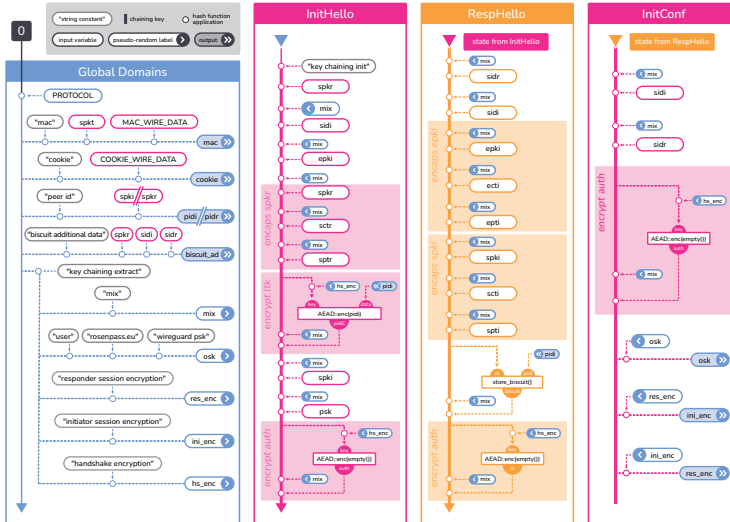 "string constant"
chaining key
hash function application
input variable
pseudo-random label
output
0
Global Domains
PROTOCOL
"mac"
spkt
MAC_WIRE_DATA
mac
"cookie"
COOKIE_WIRE_DATA
cookie
"peer id"
spki
spkr
pidi
pidr
"biscuit additional data"
spkr
sidi
sidr
biscuit_ad
"key chaining extract"
"mix"
mix
"user"
"rosenpass.eu"
"wireguard psk"
osk
"responder session encryption"
res_enc
"initiator session encryption"
ini_enc
"handshake encryption"
hs_enc
InitHello
"key chaining init"
spkr
mix
sidi
mix
epki
mix
encaps spkr
spkr
mix
sctr
mix
sptr
encrypt ltk
hs_enc
pidi
key
data
AEAD::enc(pidi)
pidiC
mix
spki
mix
psk
encrypt auth
hs_enc
key
AEAD::enc(empty())
auth
mix
RespHello
state from InitHello
mix
sidr
mix
sidi
encaps epki
mix
epki
mix
ecti
mix
epti
encaps spki
mix
spki
mix
scti
mix
spti
pidi
pidi
store_biscuit()
biscuit
mix
encrypt auth
hs_enc
key
AEAD::enc(empty())
ct
mix
InitConf
state from RespHello
mix
sidi
mix
sidr
encrypt auth
hs_enc
key
AEAD::enc(empty())
auth
mix
osk
osk
res_enc
ini_enc
ini_enc
res_enc